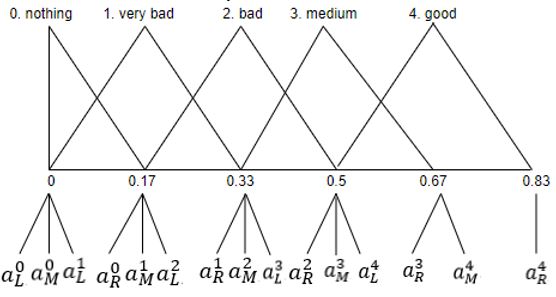 0. nothing 1. very bad 2. bad 3. medium 4. good
0 0.17 0.33 0.5 0.67 0.83
a_L^0 a_M^0 a_L^1 a_R^0 a_M^1 a_L^2 a_R^1 a_M^2 a_L^3 a_R^2 a_M^3 a_L^4 a_R^3 a_M^4 a_R^4